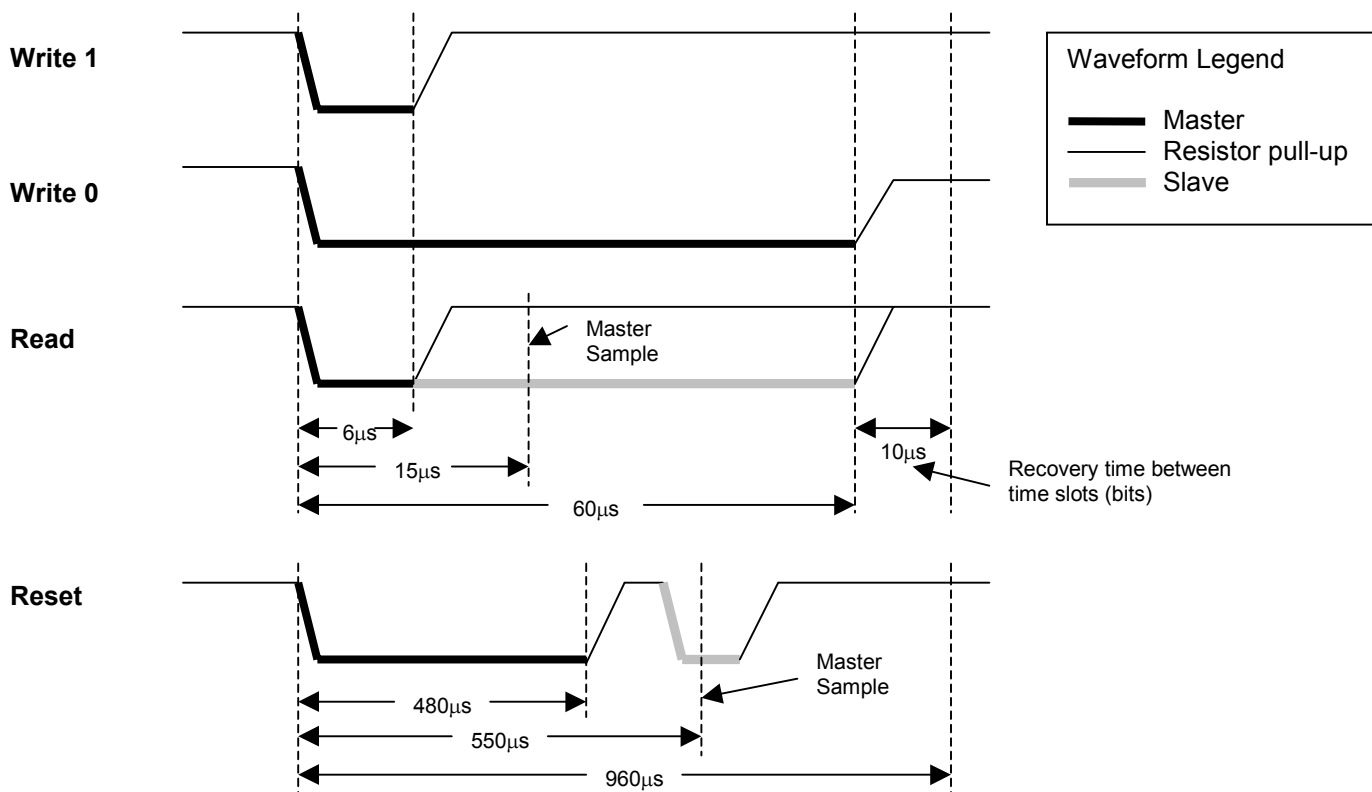 Write 1
Waveform Legend
Master
Resistor pull-up
Slave
Write 0
Read
Master
Sample
6μs
15μs
60μs
10μs
Recovery time between
time slots (bits)
Reset
Master
Sample
480μs
550μs
960μs